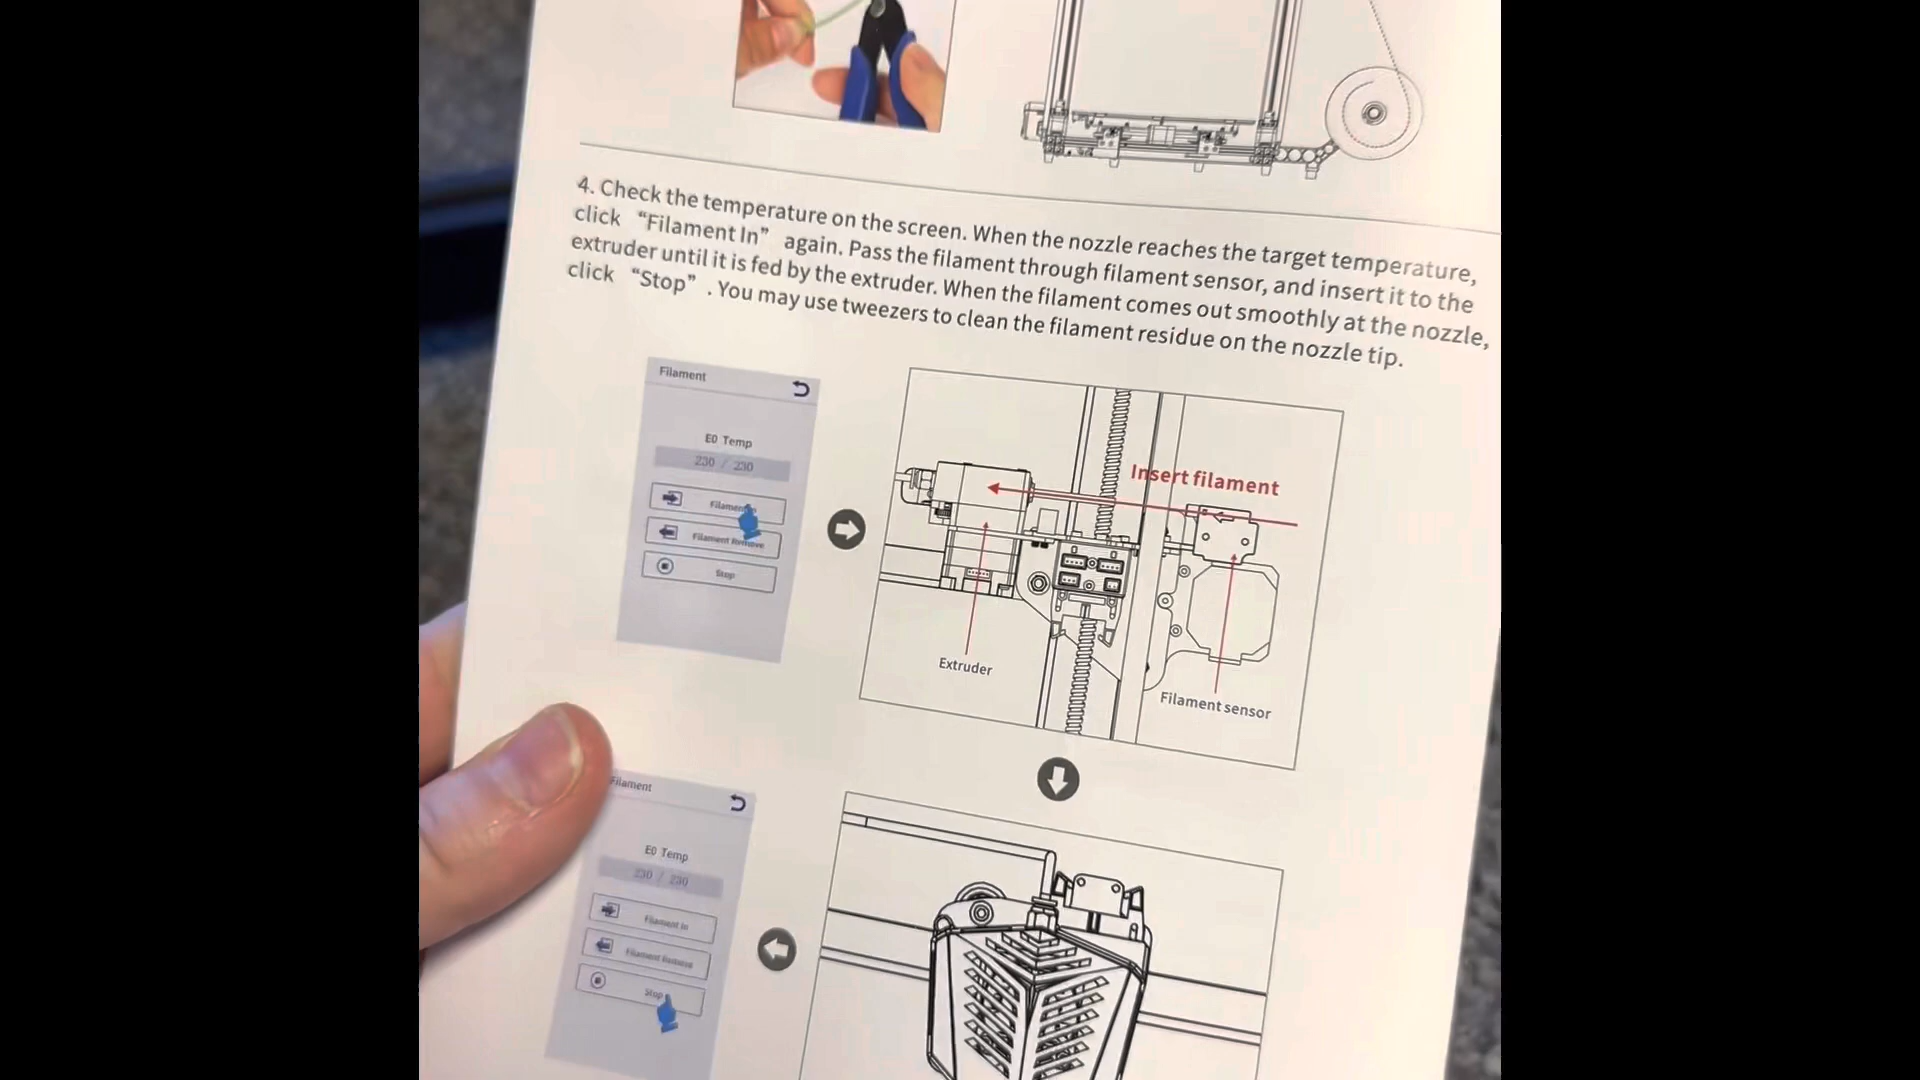 4. Check the temperature on the screen. When the nozzle reaches the target temperature,
click “Filament In” again. Pass the filament through filament sensor, and insert it to the
extruder until it is fed by the extruder. When the filament comes out smoothly at the nozzle,
click “Stop” . You may use tweezers to clean the filament residue on the nozzle tip.
Filament
E0 Temp
230 / 230
Filament
Filament Remove
Stop
Insert filament
Extruder
Filament sensor
Filament
E0 Temp
230 / 230
Filament In
Filament Remove
Stop